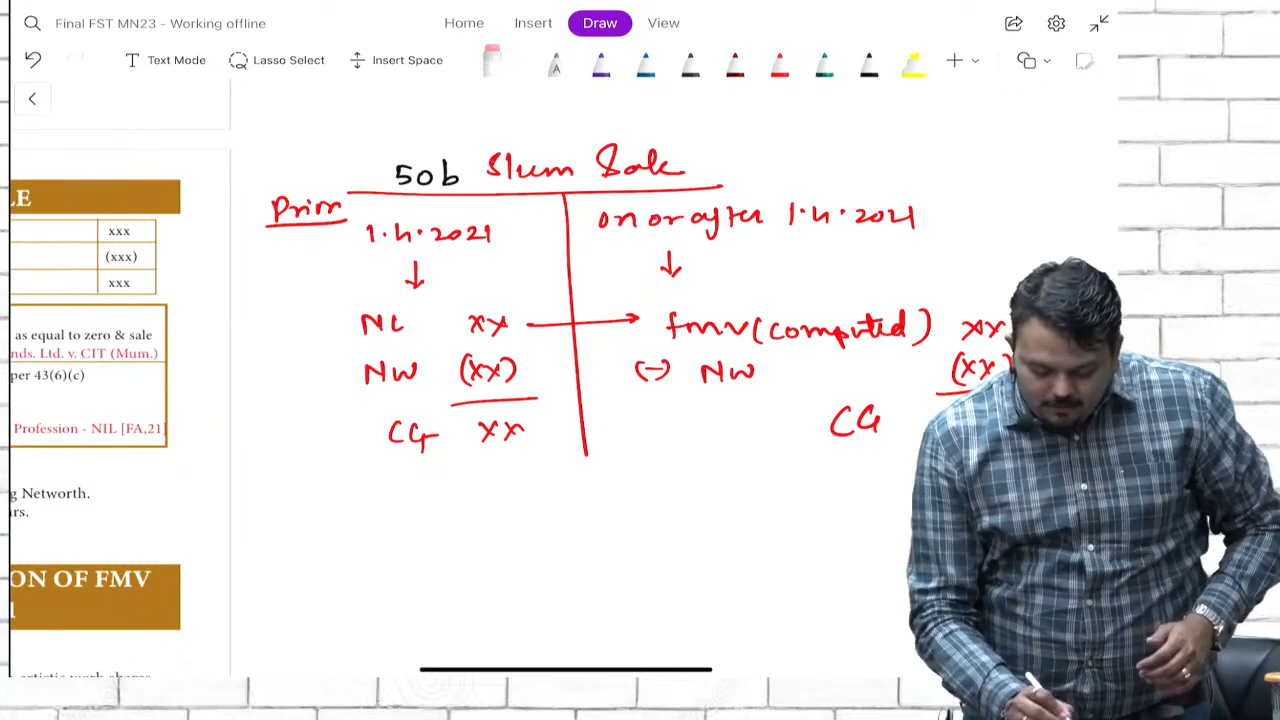 Final FST MN23 - Working offline
Home Insert Draw View
Text Mode Lasso Select Insert Space
A
50b Slum Sale
Prior 1.4.2021
on or after 1.4.2021
NC xx
fmv (computed) xx
NW (xx)
(-) NW (xx)
CG xx
CG
LE
xxx
(xxx)
xxx
as equal to zero & sale
nds. Ltd. v. CIT (Mum.)
per 43(6)(c)
Profession - NIL [FA,21]
g Networth.
rs.
ON OF FMV